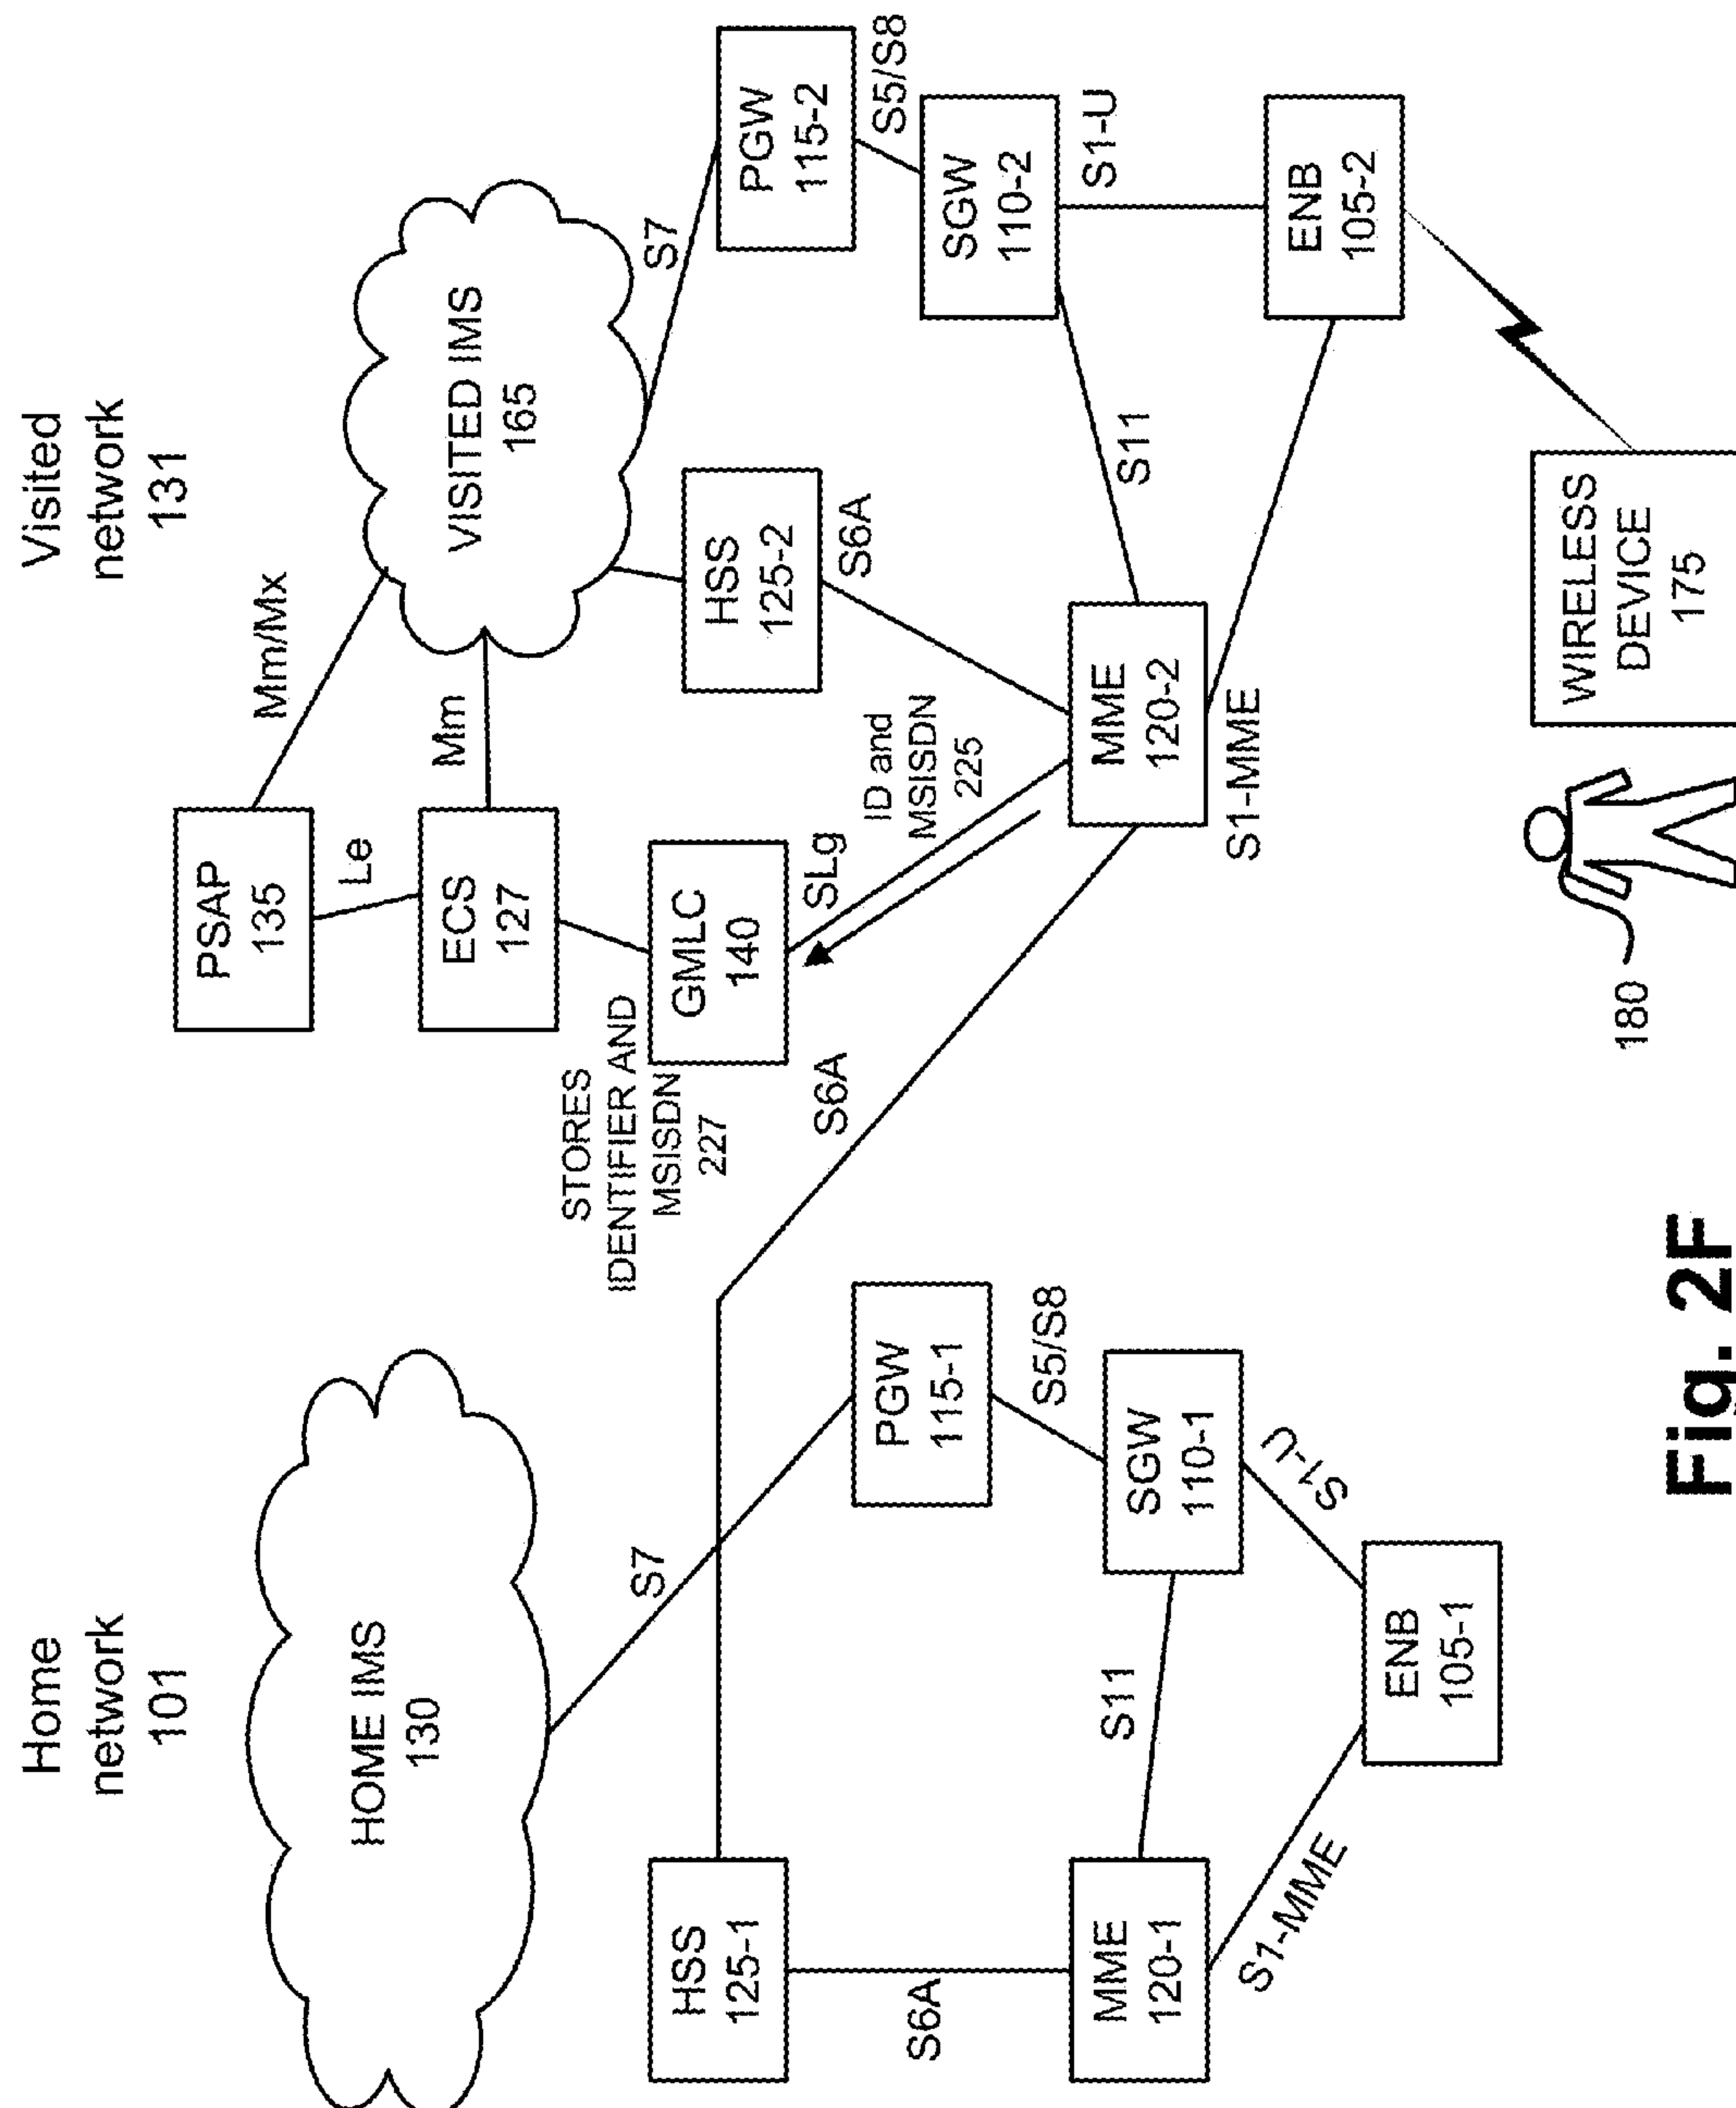 Home
network
101
Visited
network
131
HOME IMS
130
S7
HSS
125-1
S6A
MME
120-1
S11
S1-MME
PGW
115-1
S5/S8
SGW
110-1
S1-U
ENB
105-1
S6A
PSAP
135
Le
Mm/Mx
ECS
127
Mm
VISITED IMS
165
STORES
IDENTIFIER AND
MSISDN
227
GMLC
140
SLg
ID and
MSISDN
225
HSS
125-2
S6A
S7
PGW
115-2
S5/S8
SGW
110-2
S1-U
S11
MME
120-2
S1-MME
ENB
105-2
WIRELESS
DEVICE
175
180
Fig. 2F